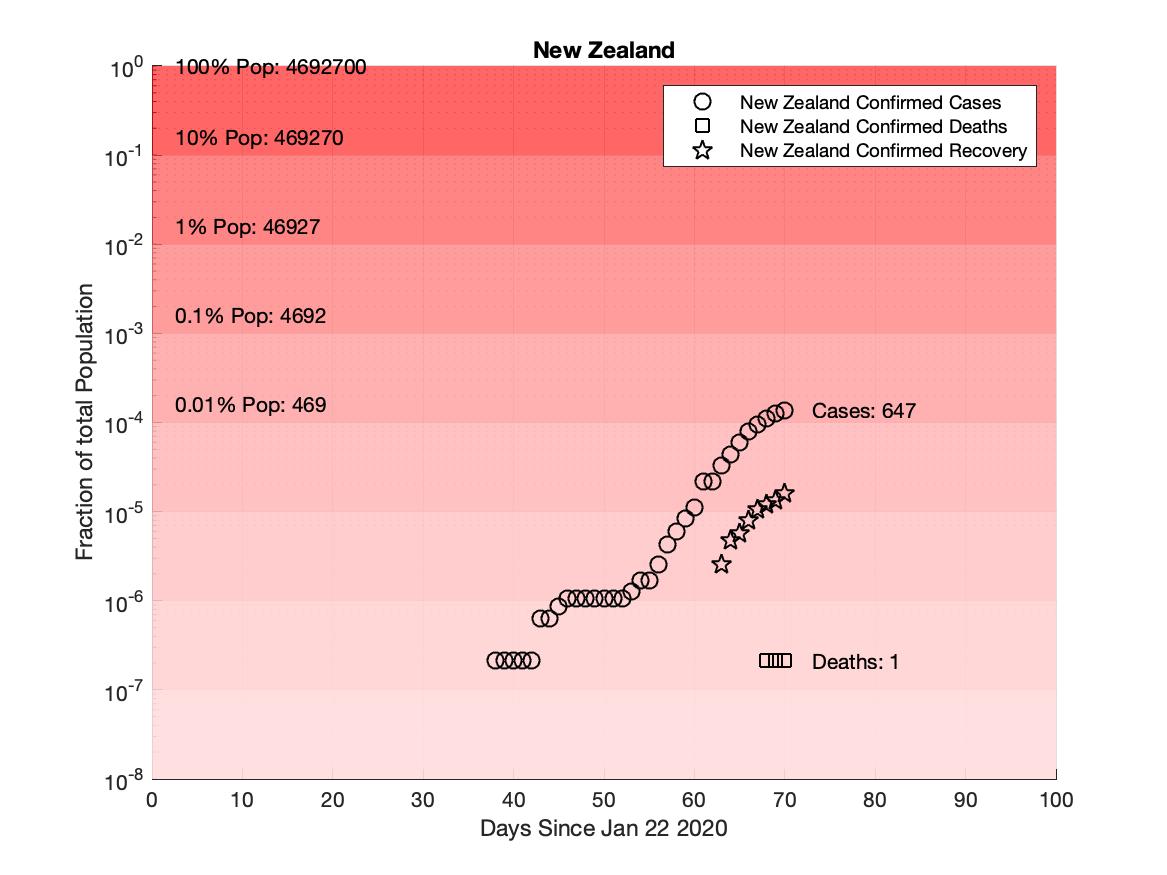 New Zealand
10^0
100% Pop: 4692700
New Zealand Confirmed Cases
New Zealand Confirmed Deaths
New Zealand Confirmed Recovery
10% Pop: 469270
10^-1
1% Pop: 46927
10^-2
0.1% Pop: 4692
10^-3
0.01% Pop: 469
10^-4
Cases: 647
10^-5
10^-6
Deaths: 1
10^-7
10^-8
Fraction of total Population
0 10 20 30 40 50 60 70 80 90 100
Days Since Jan 22 2020